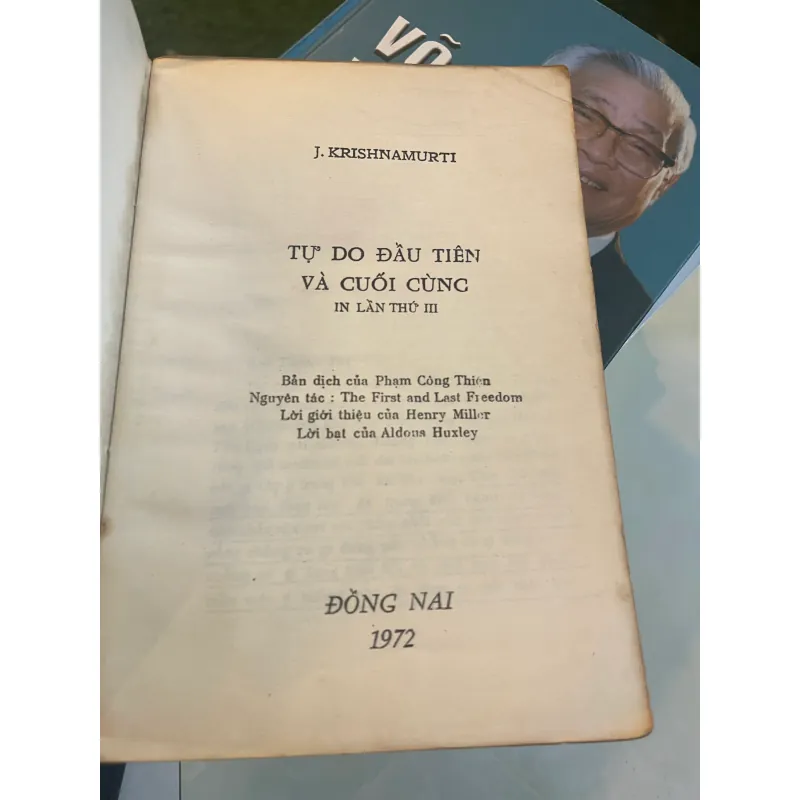 VÕ
J. KRISHNAMURTI
TỰ DO ĐẦU TIÊN
VÀ CUỐI CÙNG
IN LẦN THỨ III
Bản dịch của Phạm Công Thiện
Nguyên tác : The First and Last Freedom
Lời giới thiệu của Henry Miller
Lời bạt của Aldous Huxley
ĐỒNG NAI
1972